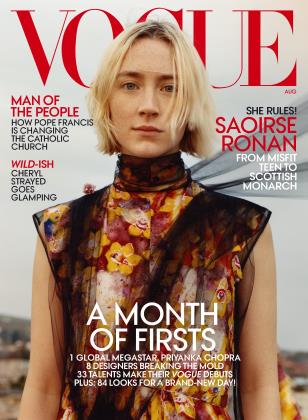 VOGUE
AUG
MAN OF
THE PEOPLE
HOW POPE FRANCIS
IS CHANGING
THE CATHOLIC
CHURCH
WILD-ISH
CHERYL
STRAYED
GOES
GLAMPING
SHE RULES!
SAOIRSE
RONAN
FROM MISFIT
TEEN TO
SCOTTISH
MONARCH
A MONTH
OF FIRSTS
1 GLOBAL MEGASTAR, PRIYANKA CHOPRA
8 DESIGNERS BREAKING THE MOLD
33 TALENTS MAKE THEIR VOGUE DEBUTS
PLUS: 84 LOOKS FOR A BRAND-NEW DAY!